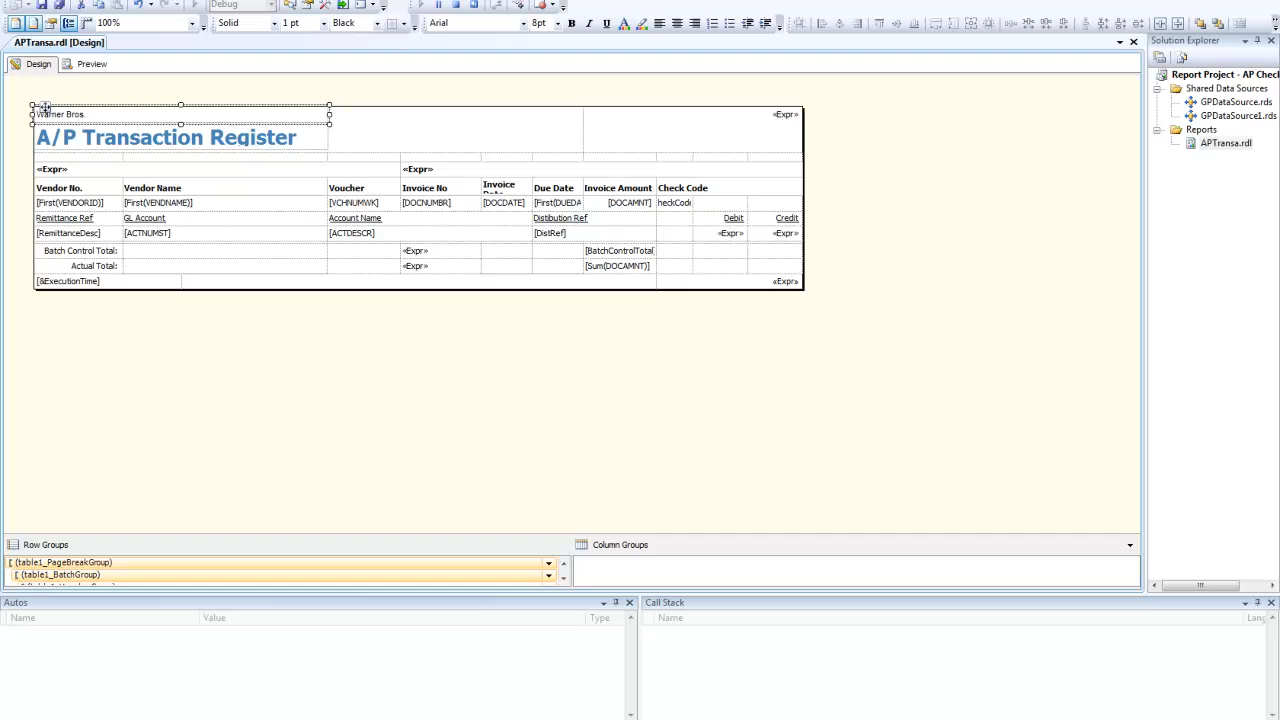 Debug
100%
Solid
1 pt
Black
Arial
8pt
B I U A
APTransa.rdl [Design]
Design
Preview
Warner Bros.
«Expr»
A/P Transaction Register
«Expr»
«Expr»
Vendor No.
Vendor Name
Voucher
Invoice No
Invoice
Due Date
Invoice Amount
Check Code
[First(VENDORID)]
[First(VENDNAME)]
[VCHNUMWK]
[DOCNUMBR]
[DOCDATE]
[First(DUEDA
[DOCAMNT]
heckCode
Remittance Ref
GL Account
Account Name
Distibution Ref
Debit
Credit
[RemittanceDesc]
[ACTNUMST]
[ACTDESCR]
[DistRef]
«Expr»
«Expr»
Batch Control Total:
«Expr»
[BatchControlTotal]
Actual Total:
«Expr»
[Sum(DOCAMNT)]
[&ExecutionTime]
«Expr»
Row Groups
Column Groups
(table1_PageBreakGroup)
(table1_BatchGroup)
Autos
Name
Value
Type
Call Stack
Name
Lang
Solution Explorer
Report Project - AP Check
Shared Data Sources
GPDataSource.rds
GPDataSource1.rds
Reports
APTransa.rdl